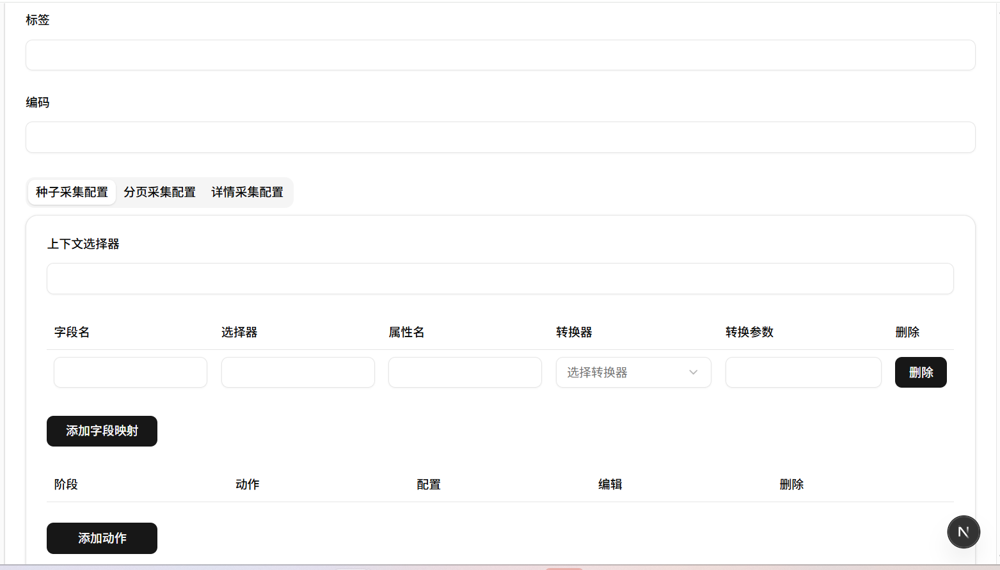 标签
编码
种子采集配置 分页采集配置 详情采集配置
上下文选择器
字段名 选择器 属性名 转换器 转换参数 删除
选择转换器 删除
添加字段映射
阶段 动作 配置 编辑 删除
添加动作
N